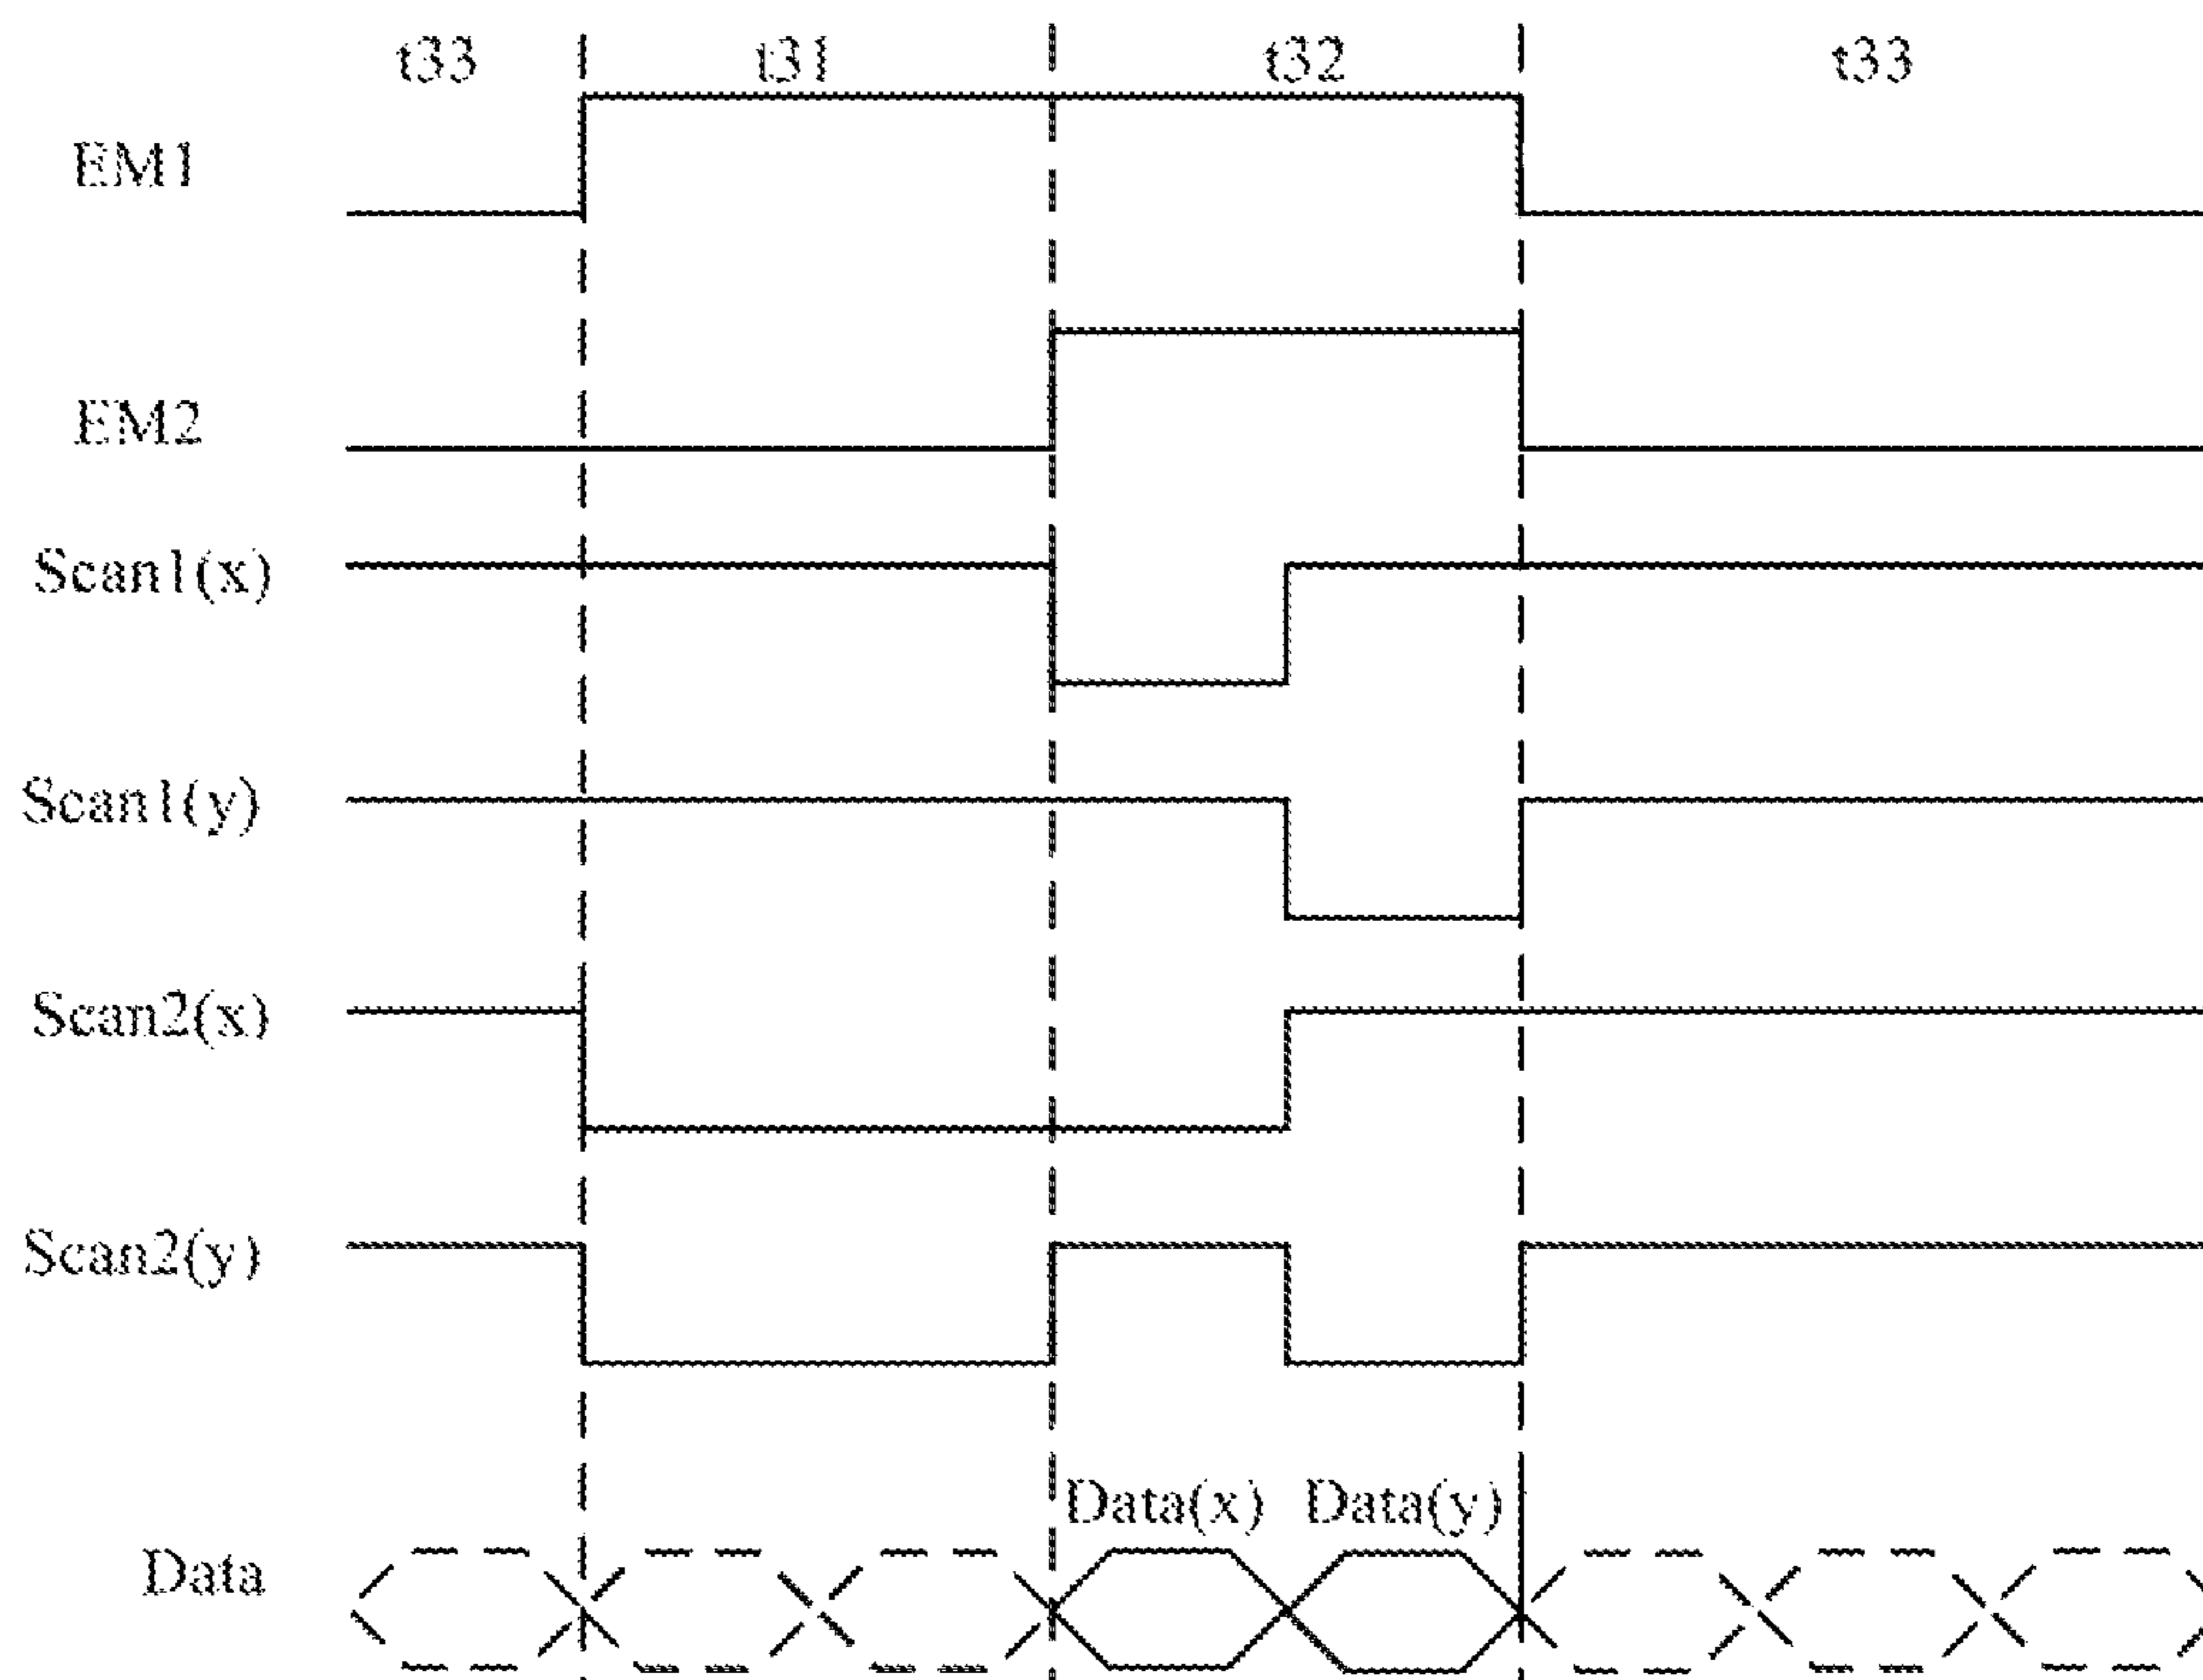 t33 t31 t32 t33
EM1
EM2
Scan1(x)
Scan1(y)
Scan2(x)
Scan2(y)
Data(x) Data(y)
Data